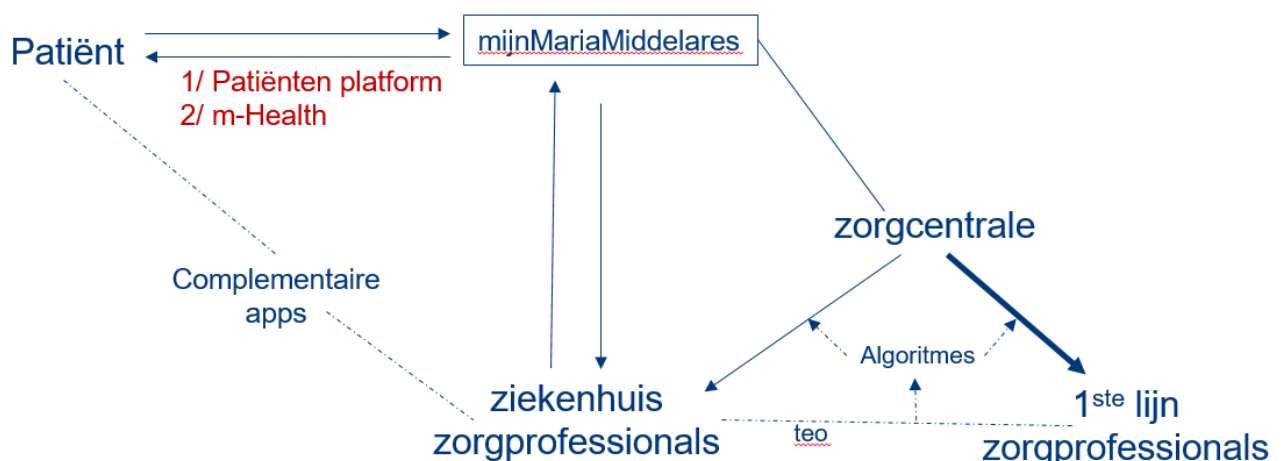 Patiënt
mijnMariaMiddelares
1/ Patiënten platform
2/ m-Health
zorgcentrale
Complementaire
apps
Algoritmes
ziekenhuis
zorgprofessionals
teo
1ste lijn
zorgprofessionals